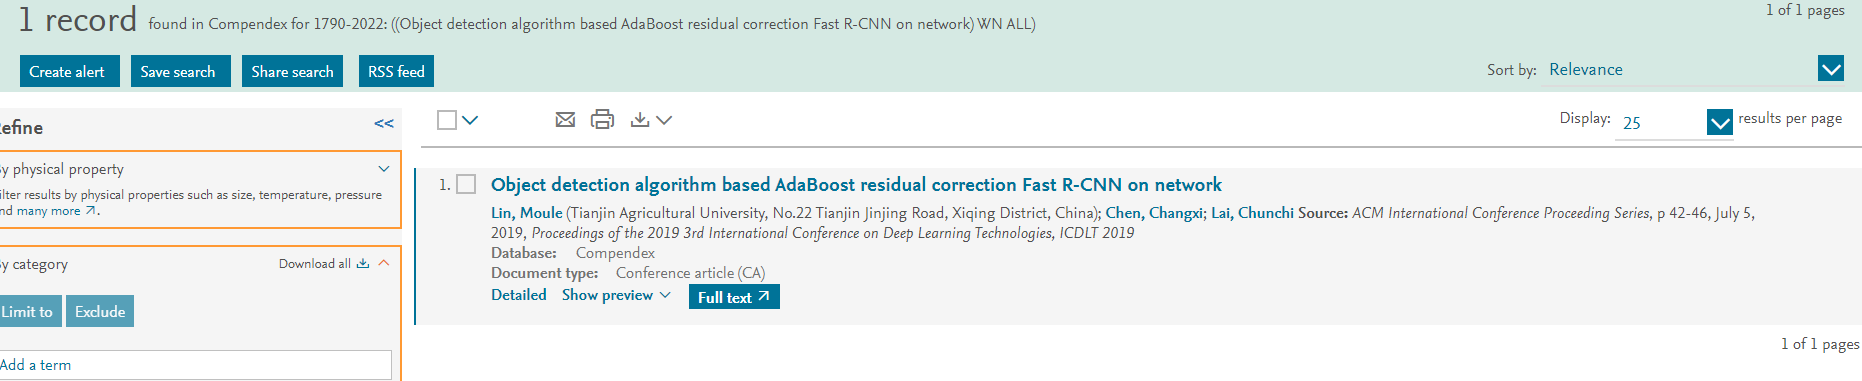 1 record found in Compendex for 1790-2022: ((Object detection algorithm based AdaBoost residual correction Fast R-CNN on network) WN ALL)
1 of 1 pages
Create alert Save search Share search RSS feed
Sort by: Relevance
efine <<
y physical property
ilter results by physical properties such as size, temperature, pressure
nd many more ↗.
y category Download all
Limit to Exclude
Add a term
Display: 25 results per page
1. Object detection algorithm based AdaBoost residual correction Fast R-CNN on network
Lin, Moule (Tianjin Agricultural University, No.22 Tianjin Jinjing Road, Xiqing District, China); Chen, Changxi; Lai, Chunchi Source: ACM International Conference Proceeding Series, p 42-46, July 5,
2019, Proceedings of the 2019 3rd International Conference on Deep Learning Technologies, ICDLT 2019
Database: Compendex
Document type: Conference article (CA)
Detailed Show preview Full text ↗
1 of 1 pages